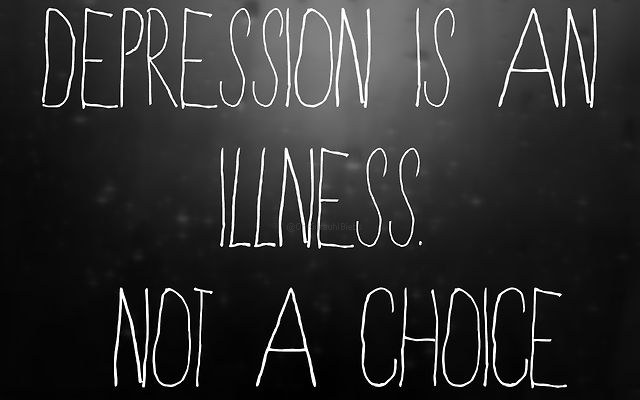 DEPRESSION IS AN
ILLNESS.
NOT A CHOICE